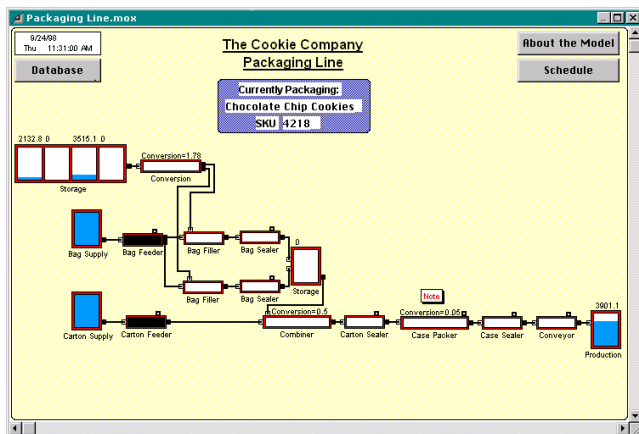 Packaging Line.mox
9/24/98
Thu 11:31:00 AM
Database
The Cookie Company
Packaging Line
Currently Packaging:
Chocolate Chip Cookies
SKU 4218
About the Model
Schedule
2132.8 0 3515.1 0
Storage
Conversion=1.78
Conversion
Bag Supply
Bag Feeder
Bag Filler
Bag Sealer
0
Storage
Bag Filler
Bag Sealer
Carton Supply
Carton Feeder
Conversion=0.5
Combiner
Carton Sealer
Note
Conversion=0.05
Case Packer
Case Sealer
Conveyor
3901.1
Production